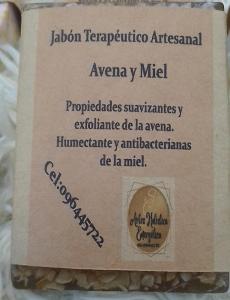 Jabón Terapéutico Artesanal
Avena y Miel
Propiedades suavizantes y
exfoliante de la avena.
Humectante y antibacterianas
de la miel.
Cel:096445722